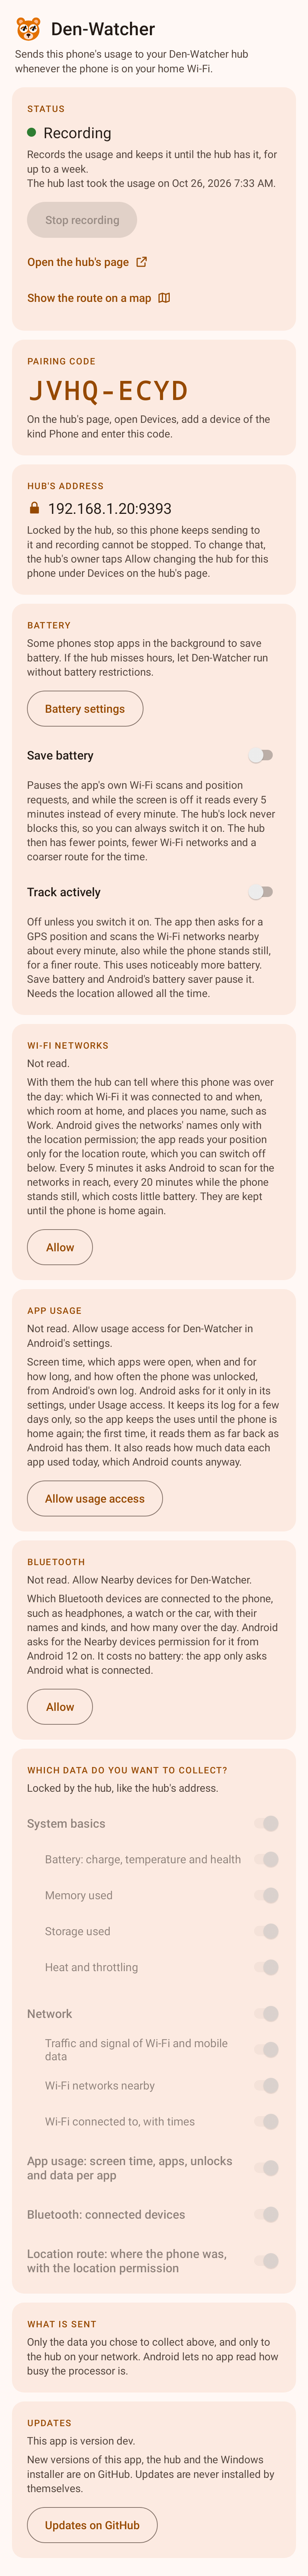 Den-Watcher
Sends this phone's usage to your Den-Watcher hub
whenever the phone is on your home Wi-Fi.
STATUS
Recording
Records the usage and keeps it until the hub has it, for
up to a week.
The hub last took the usage on Oct 26, 2026 7:33 AM.
Stop recording
Open the hub's page
Show the route on a map
PAIRING CODE
JVHQ-ECYD
On the hub's page, open Devices, add a device of the
kind Phone and enter this code.
HUB'S ADDRESS
192.168.1.20:9393
Locked by the hub, so this phone keeps sending to
it and recording cannot be stopped. To change that,
the hub's owner taps Allow changing the hub for this
phone under Devices on the hub's page.
BATTERY
Some phones stop apps in the background to save
battery. If the hub misses hours, let Den-Watcher run
without battery restrictions.
Battery settings
Save battery
Pauses the app's own Wi-Fi scans and position
requests, and while the screen is off it reads every 5
minutes instead of every minute. The hub's lock never
blocks this, so you can always switch it on. The hub
then has fewer points, fewer Wi-Fi networks and a
coarser route for the time.
Track actively
Off unless you switch it on. The app then asks for a
GPS position and scans the Wi-Fi networks nearby
about every minute, also while the phone stands still,
for a finer route. This uses noticeably more battery.
Save battery and Android's battery saver pause it.
Needs the location allowed all the time.
WI-FI NETWORKS
Not read.
With them the hub can tell where this phone was over
the day: which Wi-Fi it was connected to and when,
which room at home, and places you name, such as
Work. Android gives the networks' names only with
the location permission; the app reads your position
only for the location route, which you can switch off
below. Every 5 minutes it asks Android to scan for the
networks in reach, every 20 minutes while the phone
stands still, which costs little battery. They are kept
until the phone is home again.
Allow
APP USAGE
Not read. Allow usage access for Den-Watcher in
Android's settings.
Screen time, which apps were open, when and for
how long, and how often the phone was unlocked,
from Android's own log. Android asks for it only in its
settings, under Usage access. It keeps its log for a few
days only, so the app keeps the uses until the phone is
home again; the first time, it reads them as far back as
Android has them. It also reads how much data each
app used today, which Android counts anyway.
Allow usage access
BLUETOOTH
Not read. Allow Nearby devices for Den-Watcher.
Which Bluetooth devices are connected to the phone,
such as headphones, a watch or the car, with their
names and kinds, and how many over the day. Android
asks for the Nearby devices permission for it from
Android 12 on. It costs no battery: the app only asks
Android what is connected.
Allow
WHICH DATA DO YOU WANT TO COLLECT?
Locked by the hub, like the hub's address.
System basics
Battery: charge, temperature and health
Memory used
Storage used
Heat and throttling
Network
Traffic and signal of Wi-Fi and mobile
data
Wi-Fi networks nearby
Wi-Fi connected to, with times
App usage: screen time, apps, unlocks
and data per app
Bluetooth: connected devices
Location route: where the phone was,
with the location permission
WHAT IS SENT
Only the data you chose to collect above, and only to
the hub on your network. Android lets no app read how
busy the processor is.
UPDATES
This app is version dev.
New versions of this app, the hub and the Windows
installer are on GitHub. Updates are never installed by
themselves.
Updates on GitHub